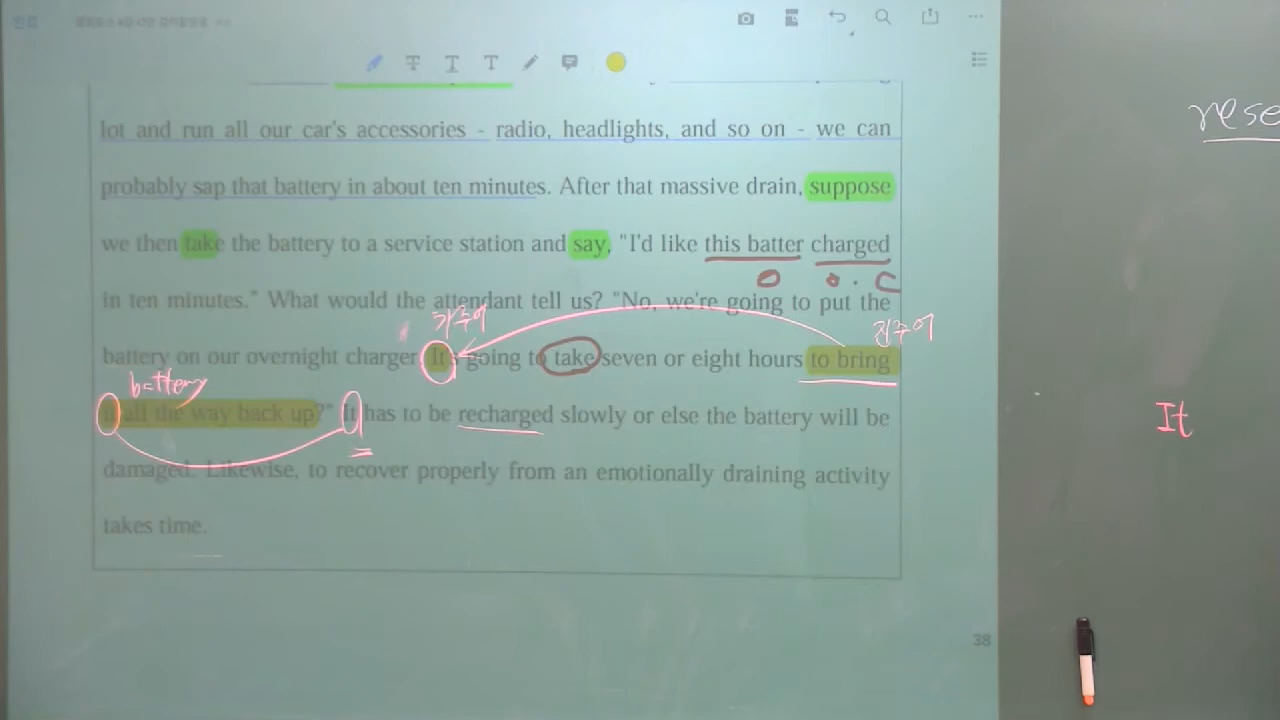 rese
lot and run all our car's accessories - radio, headlights, and so on - we can
probably sap that battery in about ten minutes. After that massive drain, suppose
we then take the battery to a service station and say, "I'd like this batter charged
O O.C
in ten minutes." What would the attendant tell us? "No, we're going to put the
가주어 진주어
battery on our overnight charger. It's going to take seven or eight hours to bring
battery
it all the way back up?" It has to be recharged slowly or else the battery will be
It
damaged. Likewise, to recover properly from an emotionally draining activity
takes time.
38